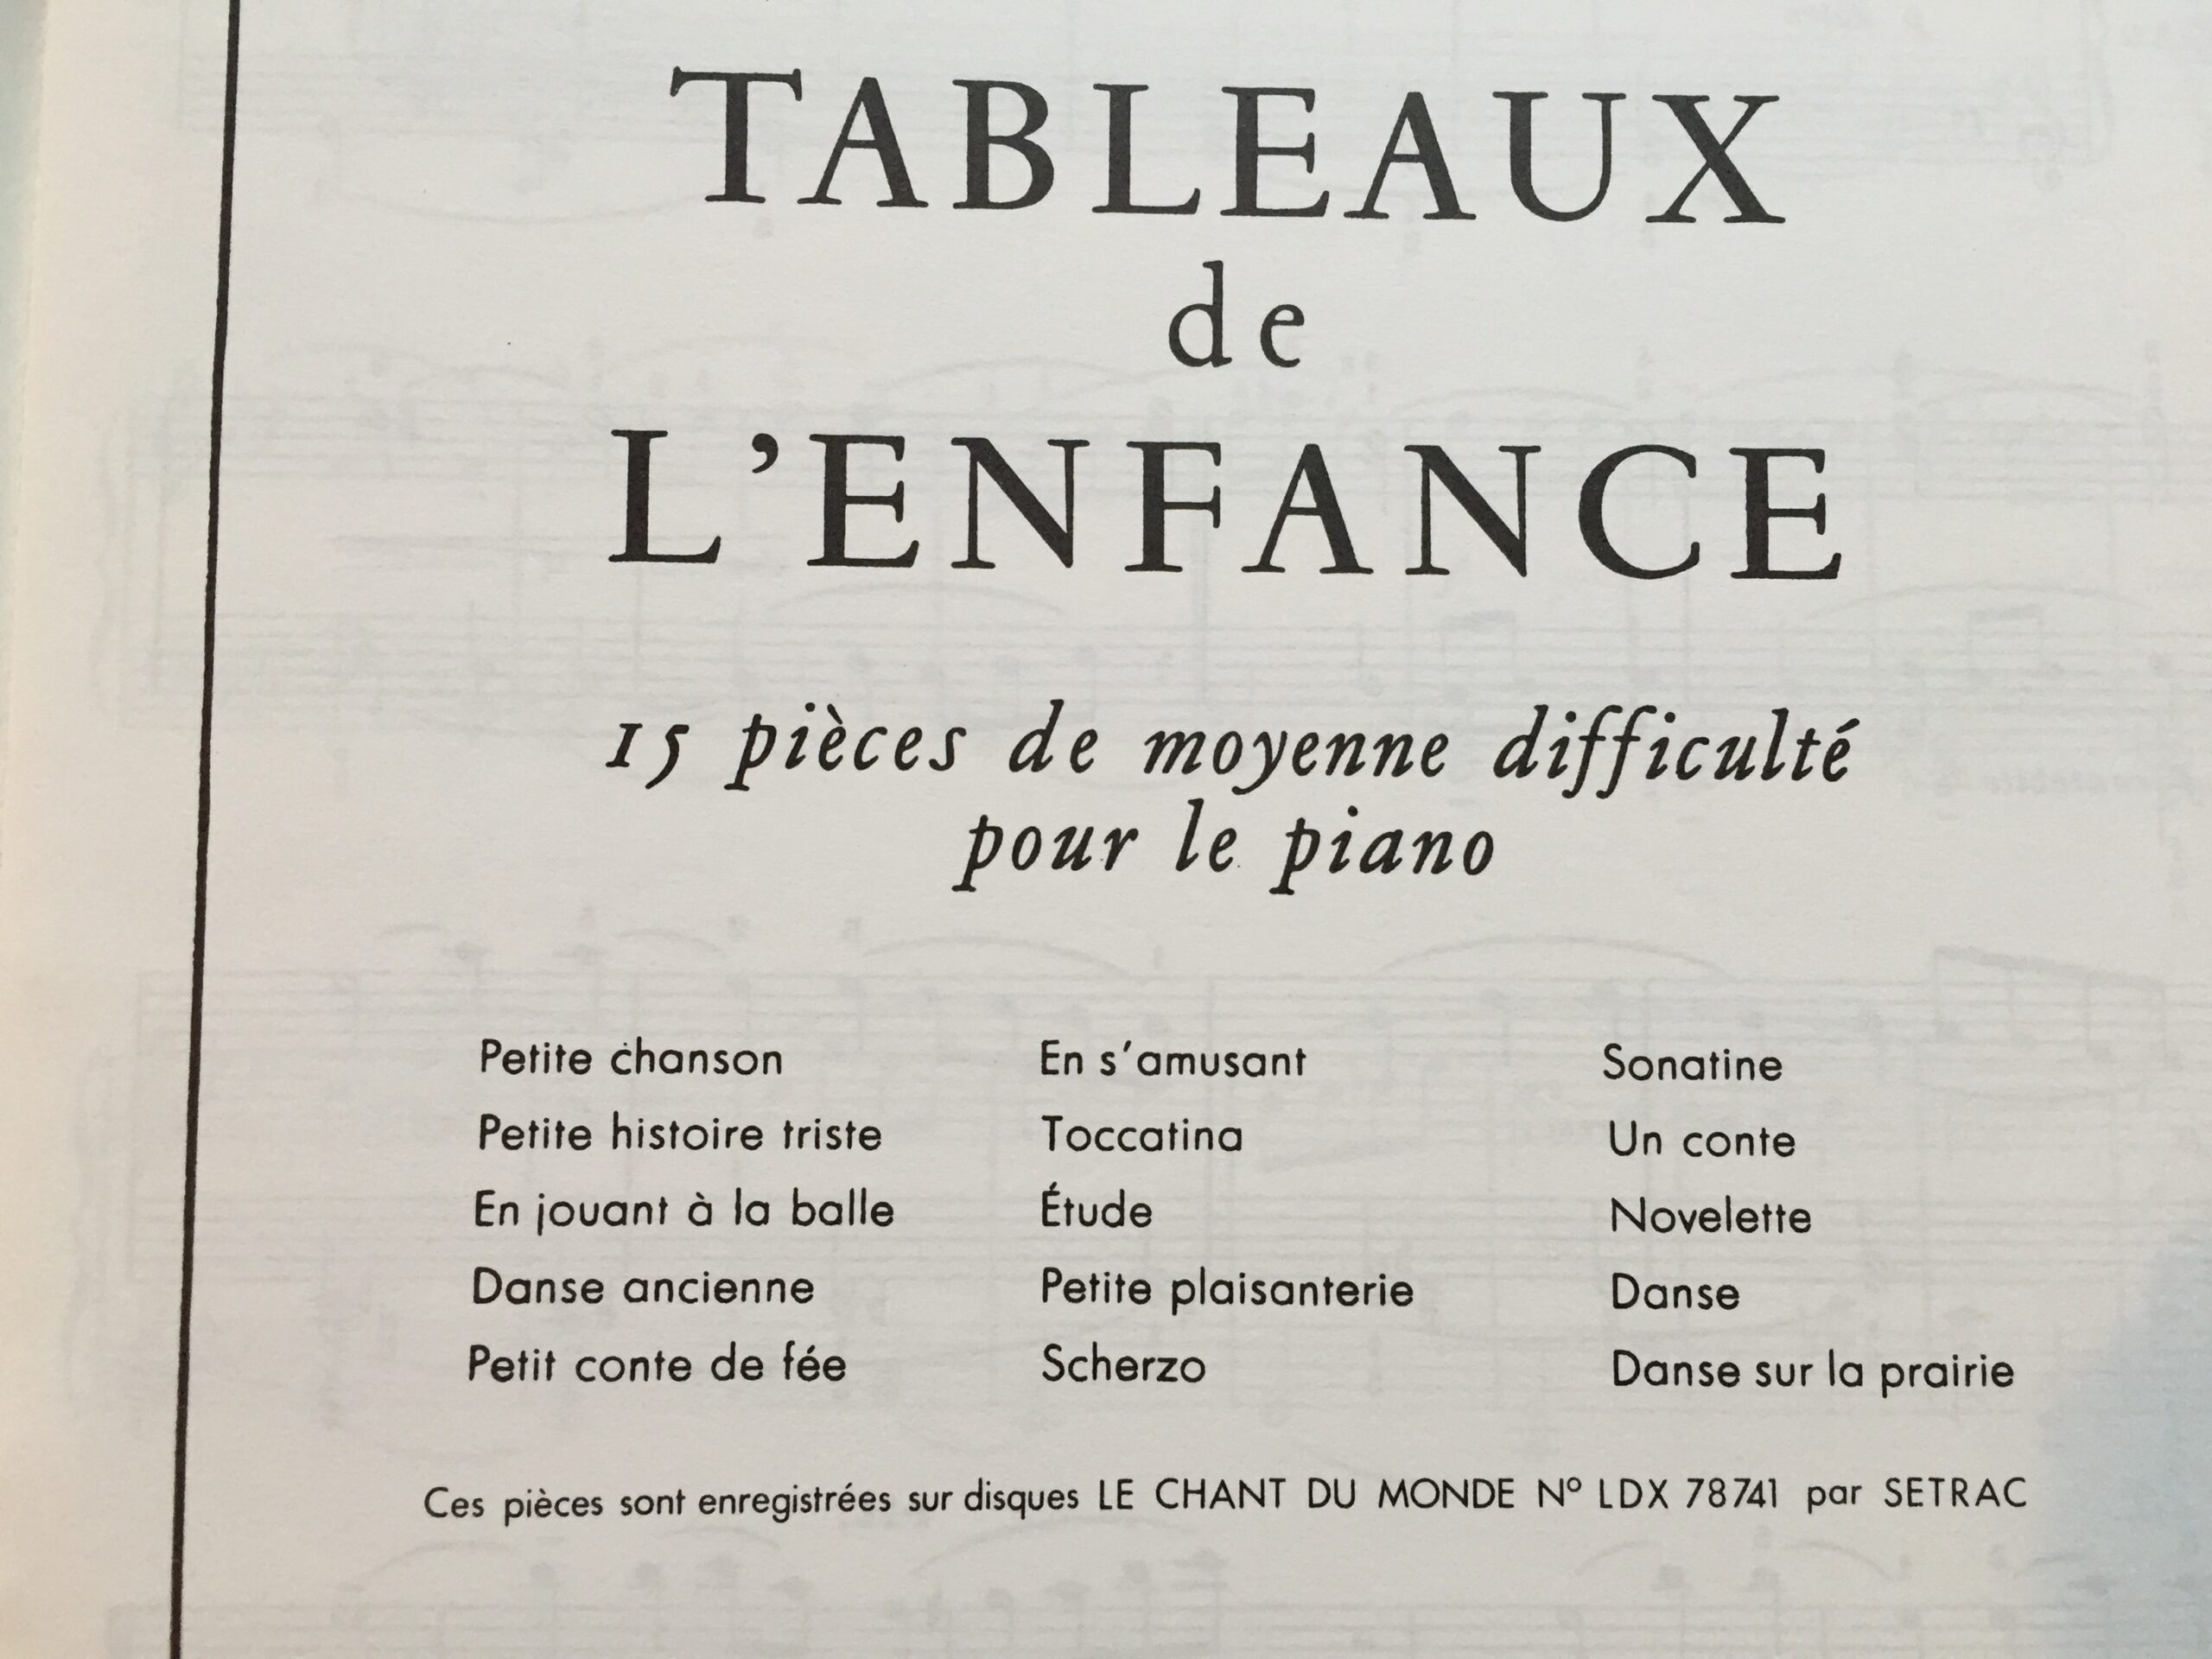 TABLEAUX
de
L'ENFANCE
15 pièces de moyenne difficulté
pour le piano
Petite chanson
Petite histoire triste
En jouant à la balle
Danse ancienne
Petit conte de fée
En s'amusant
Toccatina
Étude
Petite plaisanterie
Scherzo
Sonatine
Un conte
Novelette
Danse
Danse sur la prairie
Ces pièces sont enregistrées sur disques LE CHANT DU MONDE Nº LDX 78741 par SETRAC